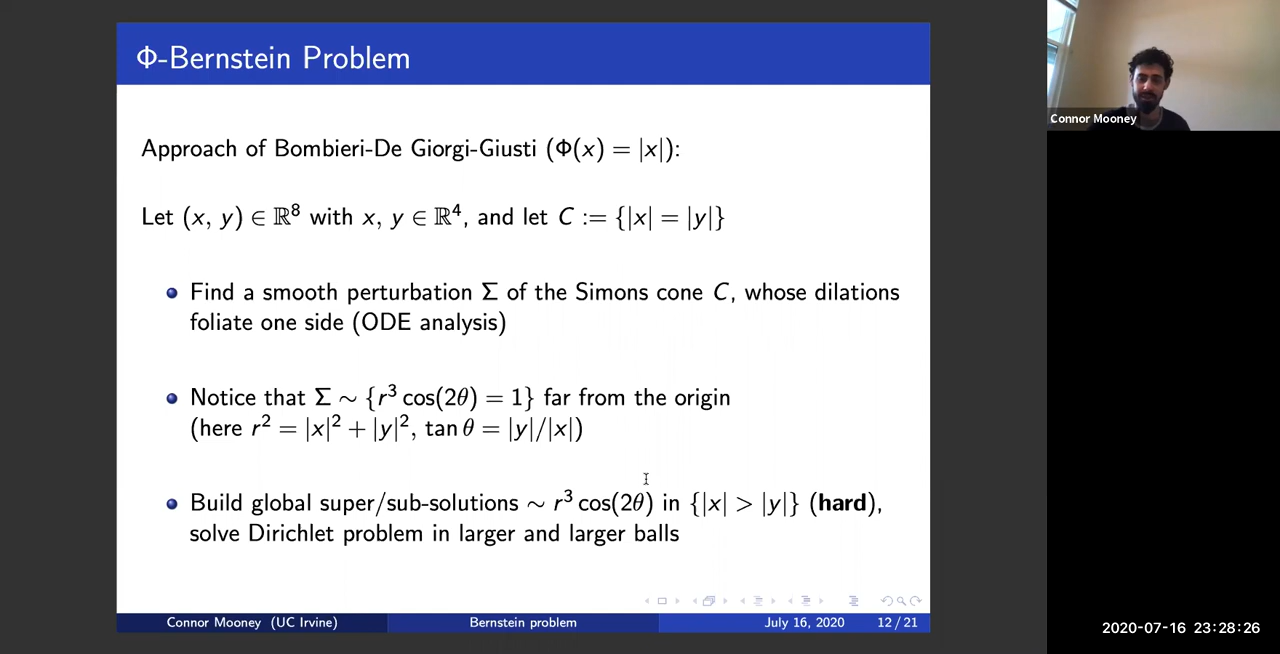 Φ-Bernstein Problem
Approach of Bombieri-De Giorgi-Giusti (Φ(x) = |x|):
Let (x, y) ∈ ℝ⁸ with x, y ∈ ℝ⁴, and let C := {|x| = |y|}
Find a smooth perturbation Σ of the Simons cone C, whose dilations
foliate one side (ODE analysis)
Notice that Σ ∼ {r³ cos(2θ) = 1} far from the origin
(here r² = |x|² + |y|², tan θ = |y|/|x|)
Build global super/sub-solutions ∼ r³ cos(2θ) in {|x| > |y|} (hard),
solve Dirichlet problem in larger and larger balls
Connor Mooney (UC Irvine)
Bernstein problem
July 16, 2020
12 / 21
Connor Mooney
2020-07-16 23:28:26